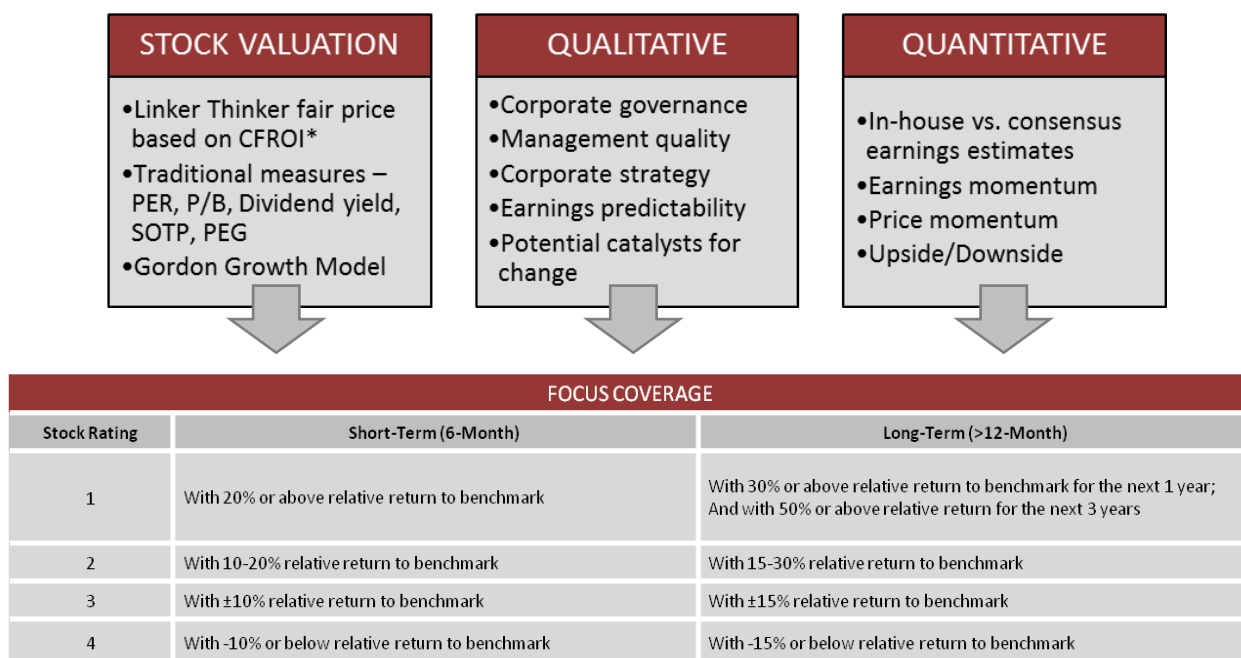 STOCK VALUATION
•Linker Thinker fair price
based on CFROI*
•Traditional measures –
PER, P/B, Dividend yield,
SOTP, PEG
•Gordon Growth Model
QUALITATIVE
•Corporate governance
•Management quality
•Corporate strategy
•Earnings predictability
•Potential catalysts for
change
QUANTITATIVE
•In-house vs. consensus
earnings estimates
•Earnings momentum
•Price momentum
•Upside/Downside
FOCUS COVERAGE
Stock Rating Short-Term (6-Month) Long-Term (>12-Month)
1 With 20% or above relative return to benchmark With 30% or above relative return to benchmark for the next 1 year;
And with 50% or above relative return for the next 3 years
2 With 10-20% relative return to benchmark With 15-30% relative return to benchmark
3 With ±10% relative return to benchmark With ±15% relative return to benchmark
4 With -10% or below relative return to benchmark With -15% or below relative return to benchmark